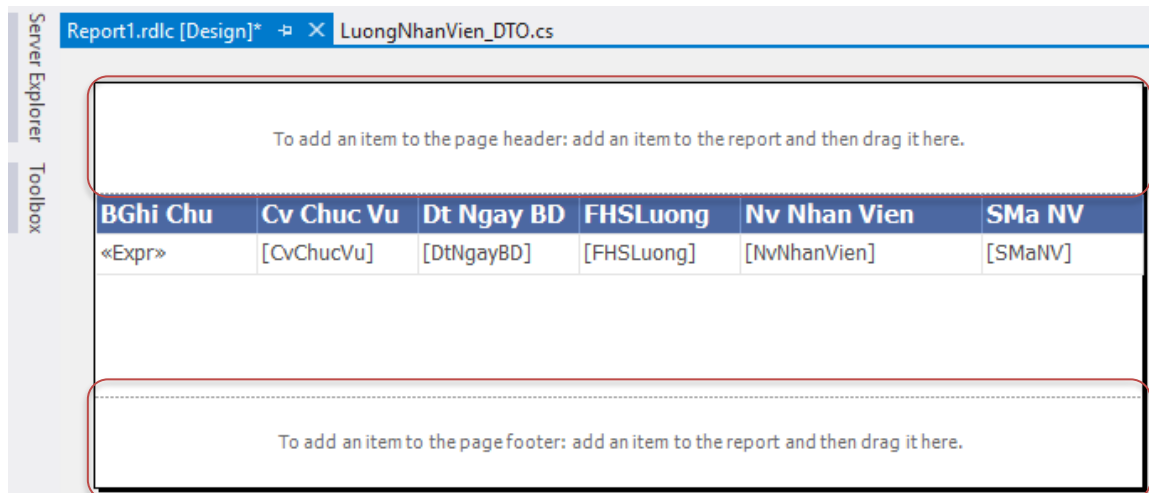 Server Explorer
Toolbox
Report1.rdlc [Design]* LuongNhanVien_DTO.cs
To add an item to the page header: add an item to the report and then drag it here.
BGhi Chu Cv Chuc Vu Dt Ngay BD FHSLuong Nv Nhan Vien SMa NV
«Expr» [CvChucVu] [DtNgayBD] [FHSLuong] [NvNhanVien] [SMaNV]
To add an item to the page footer: add an item to the report and then drag it here.